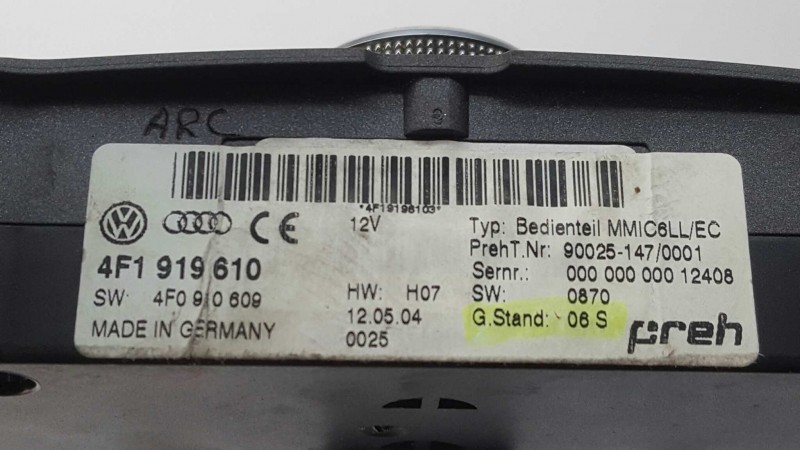 ARC
*4F19196103*
12V
4F1 919 610
SW: 4F0 910 609
MADE IN GERMANY
HW: H07
12.05.04
0025
Typ: Bedienteil MMIC6LL/EC
PrehT.Nr: 90025-147/0001
Sernr.: 000 000 000 12408
SW: 0870
G.Stand: 06 S
preh